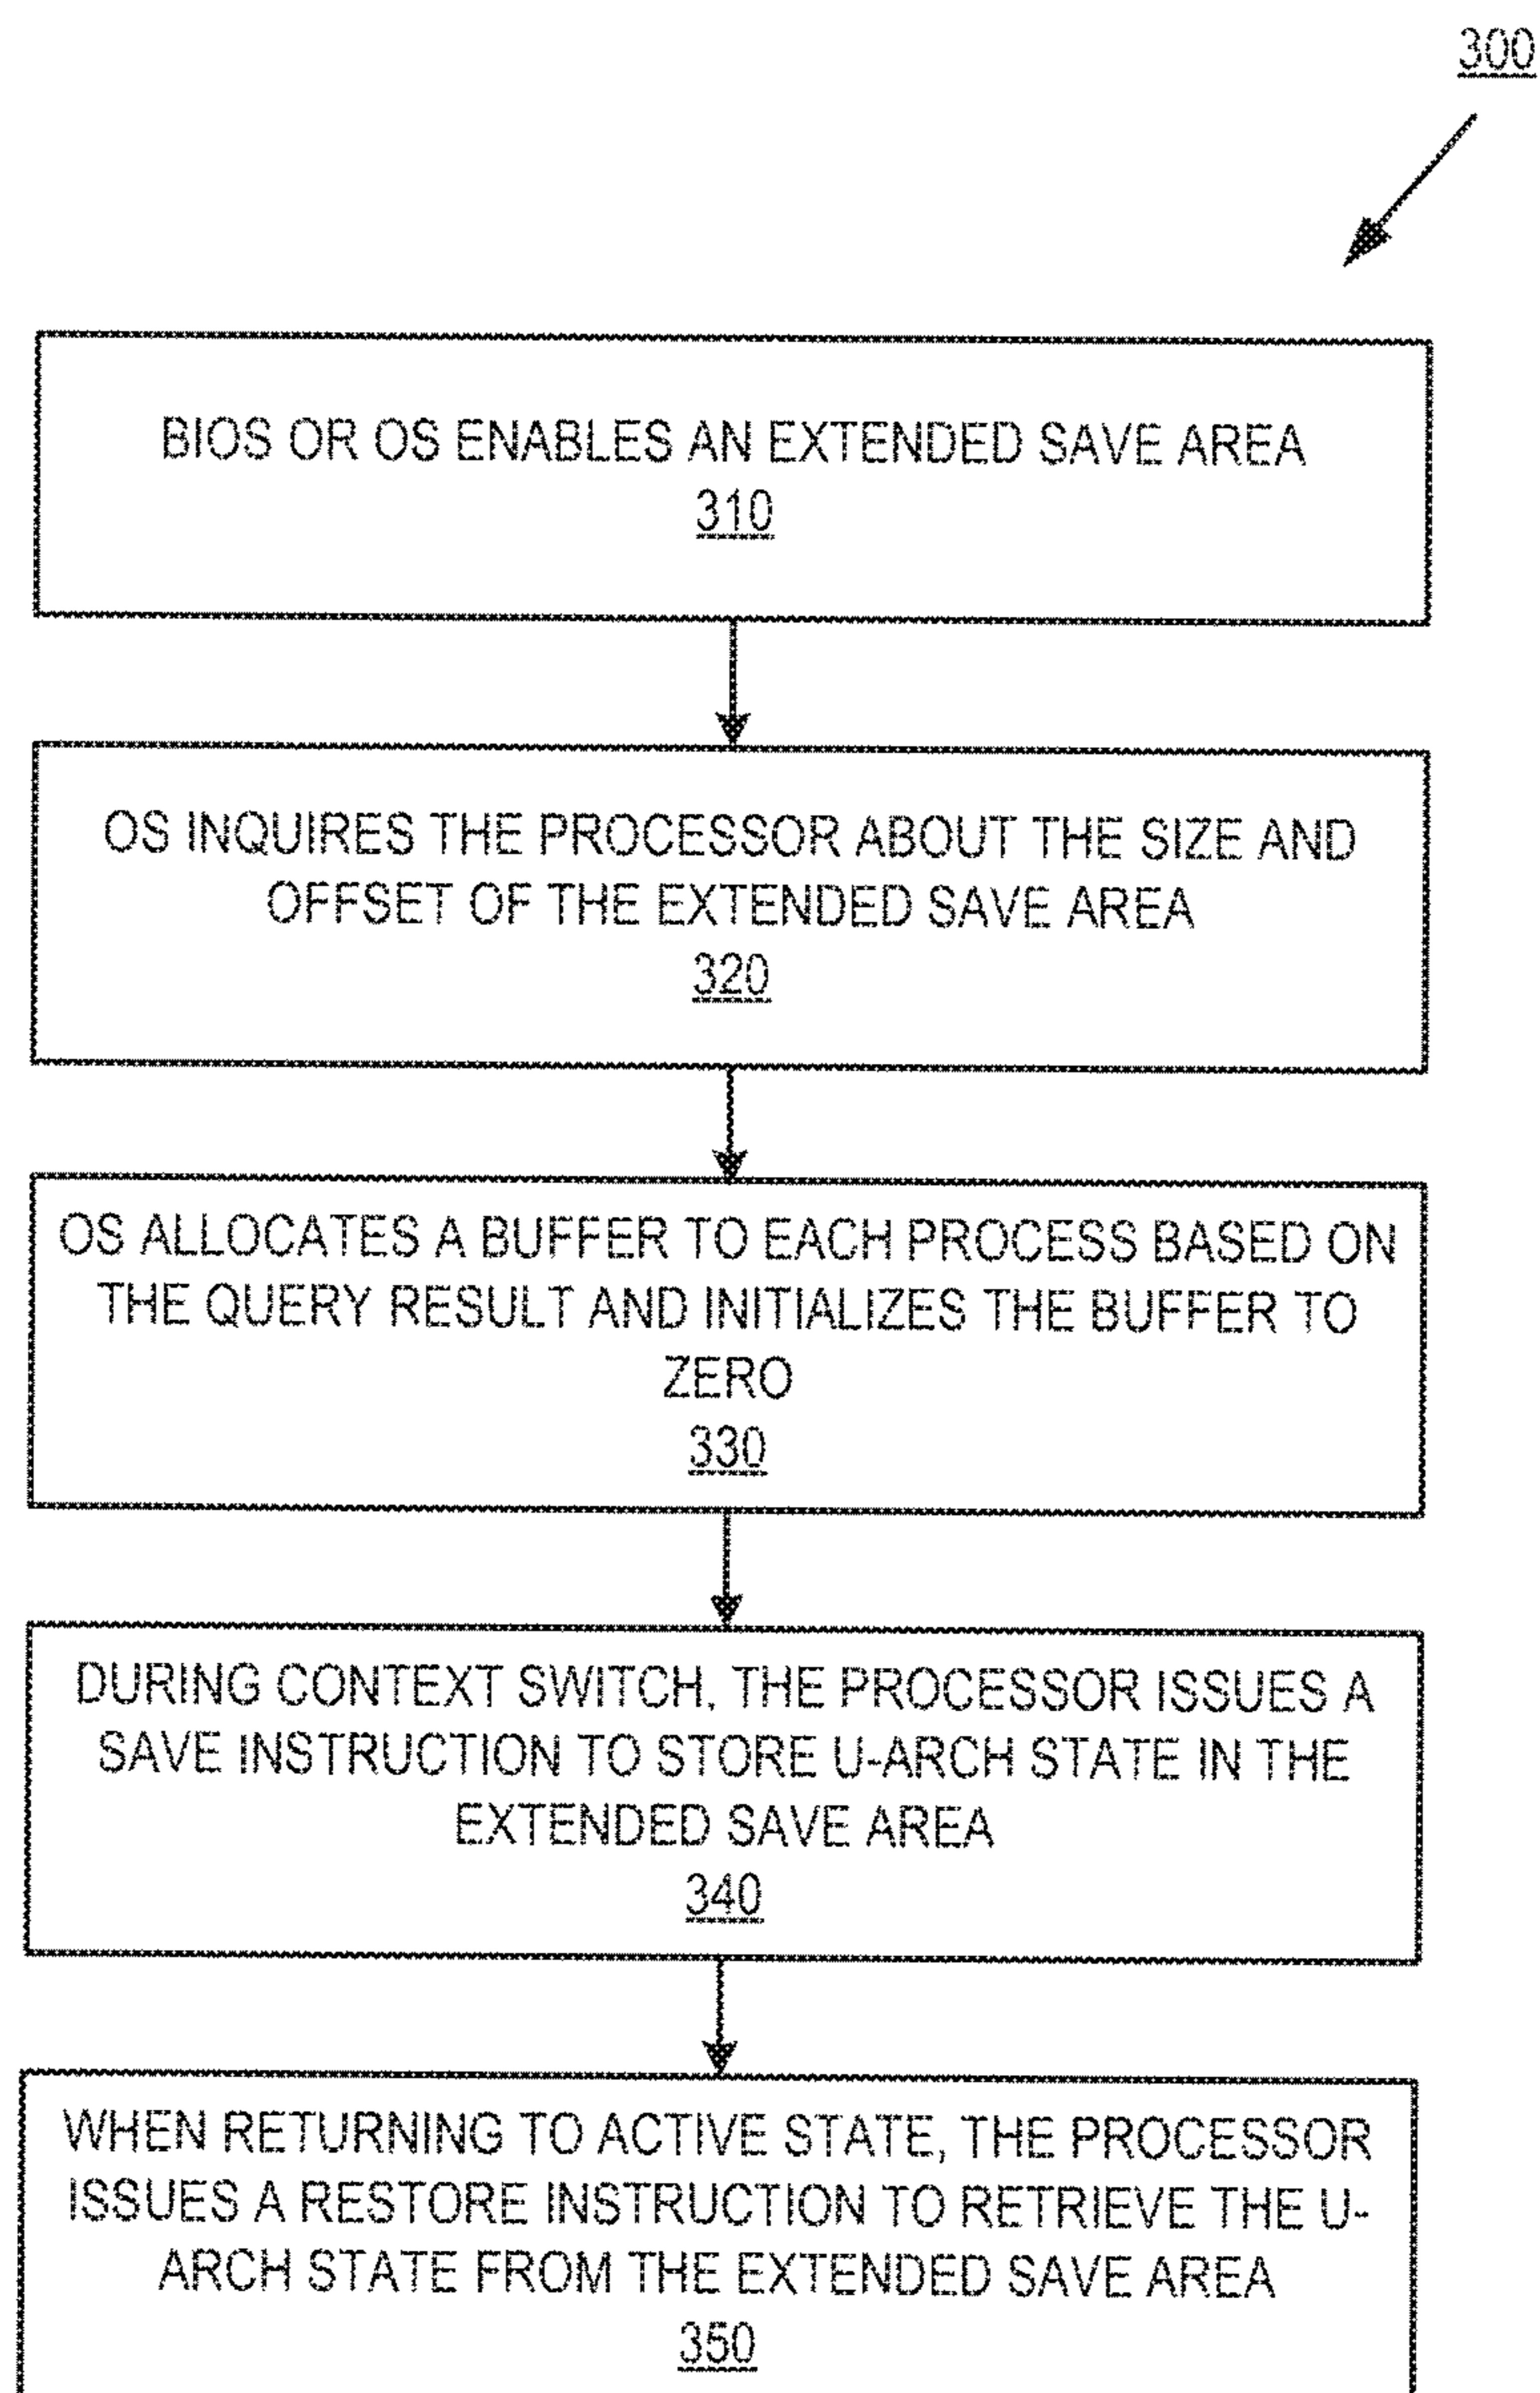 300
BIOS OR OS ENABLES AN EXTENDED SAVE AREA
310
OS INQUIRES THE PROCESSOR ABOUT THE SIZE AND
OFFSET OF THE EXTENDED SAVE AREA
320
OS ALLOCATES A BUFFER TO EACH PROCESS BASED ON
THE QUERY RESULT AND INITIALIZES THE BUFFER TO
ZERO
330
DURING CONTEXT SWITCH, THE PROCESSOR ISSUES A
SAVE INSTRUCTION TO STORE U-ARCH STATE IN THE
EXTENDED SAVE AREA
340
WHEN RETURNING TO ACTIVE STATE, THE PROCESSOR
ISSUES A RESTORE INSTRUCTION TO RETRIEVE THE U-
ARCH STATE FROM THE EXTENDED SAVE AREA
350